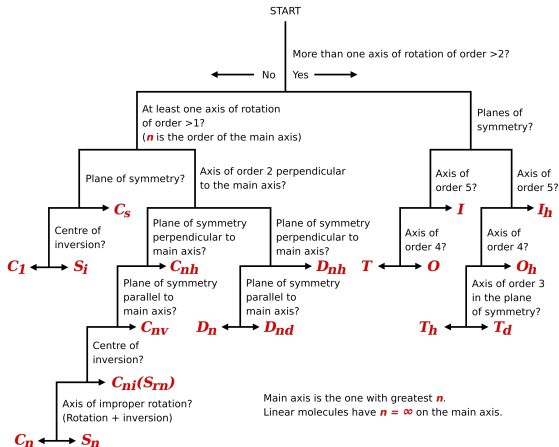 START
More than one axis of rotation of order >2?
No Yes
At least one axis of rotation
of order >1?
(n is the order of the main axis)
Planes of
symmetry?
Plane of symmetry?
Axis of order 2 perpendicular
to the main axis?
Axis of
order 5?
Axis of
order 5?
Cs
I
Ih
Centre of
inversion?
Plane of symmetry
perpendicular to
main axis?
Plane of symmetry
perpendicular to
main axis?
Axis of
order 4?
Axis of
order 4?
C1
Si
Cnh
Dnh
T
O
Oh
Plane of symmetry
parallel to
main axis?
Plane of symmetry
parallel to
main axis?
Axis of order 3
in the plane
of symmetry?
Cnv
Dn
Dnd
Th
Td
Centre of
inversion?
Cni(Srn)
Axis of improper rotation?
(Rotation + inversion)
Main axis is the one with greatest n.
Linear molecules have n = ∞ on the main axis.
Cn
Sn